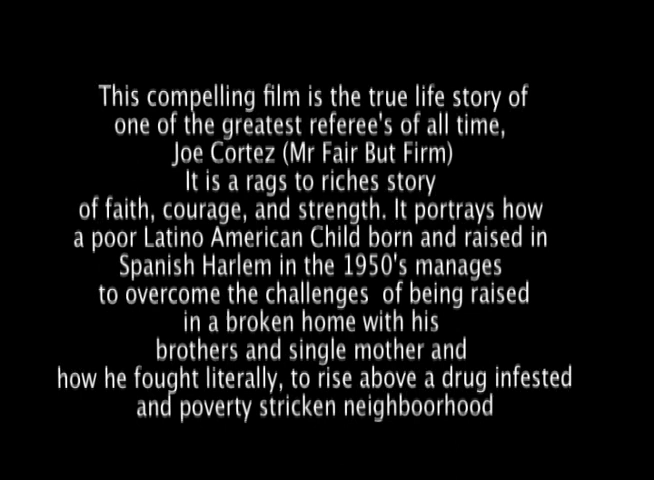 This compelling film is the true life story of
one of the greatest referee's of all time,
Joe Cortez (Mr Fair But Firm)
It is a rags to riches story
of faith, courage, and strength. It portrays how
a poor Latino American Child born and raised in
Spanish Harlem in the 1950's manages
to overcome the challenges  of being raised
in a broken home with his
brothers and single mother and
how he fought literally, to rise above a drug infested
and poverty stricken neighboorhood